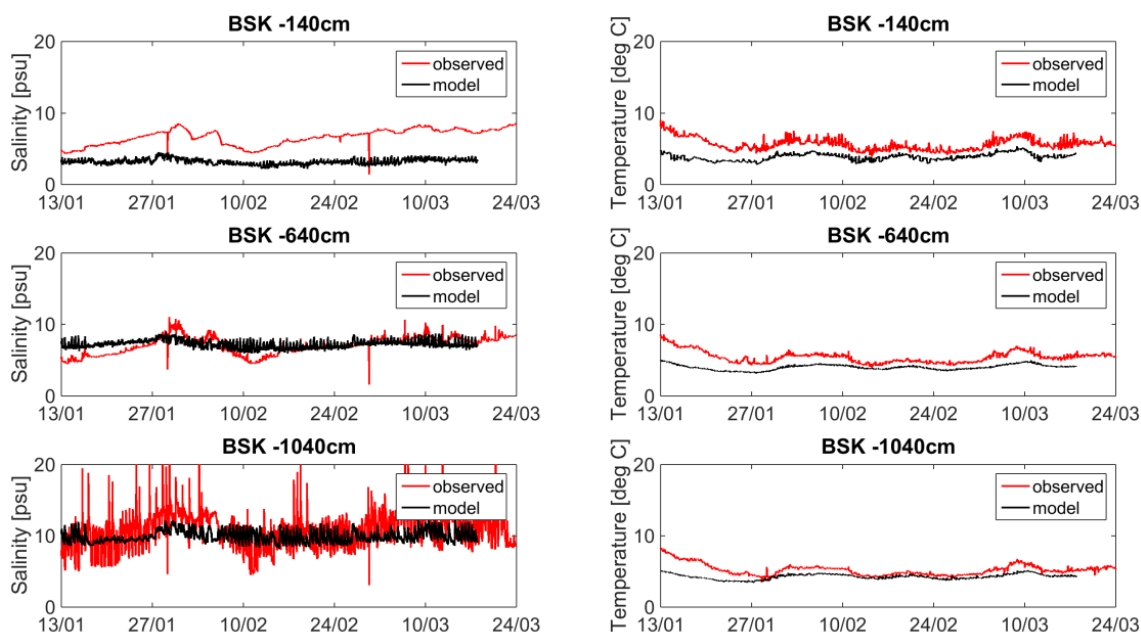 BSK -140cm
20
10
0
Salinity [psu]
observed
model
13/01 27/01 10/02 24/02 10/03 24/03
BSK -140cm
20
10
0
Temperature [deg C]
observed
model
13/01 27/01 10/02 24/02 10/03 24/03
BSK -640cm
20
10
0
Salinity [psu]
observed
model
13/01 27/01 10/02 24/02 10/03 24/03
BSK -640cm
20
10
0
Temperature [deg C]
observed
model
13/01 27/01 10/02 24/02 10/03 24/03
BSK -1040cm
20
10
0
Salinity [psu]
observed
model
13/01 27/01 10/02 24/02 10/03 24/03
BSK -1040cm
20
10
0
Temperature [deg C]
observed
model
13/01 27/01 10/02 24/02 10/03 24/03